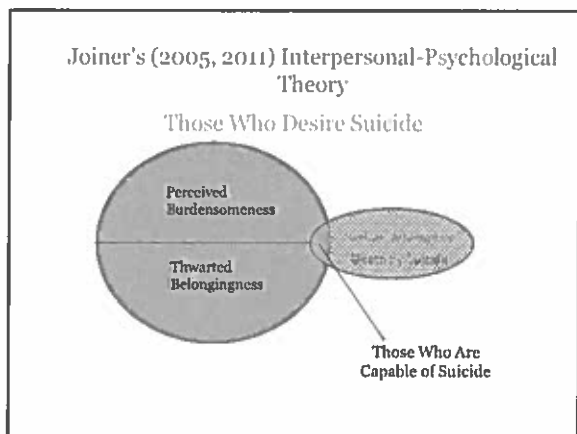 Joiner's (2005, 2011) Interpersonal-Psychological
Theory
Those Who Desire Suicide
Perceived
Burdensomeness
Thwarted
Belongingness
Those Who Are
Capable of Suicide